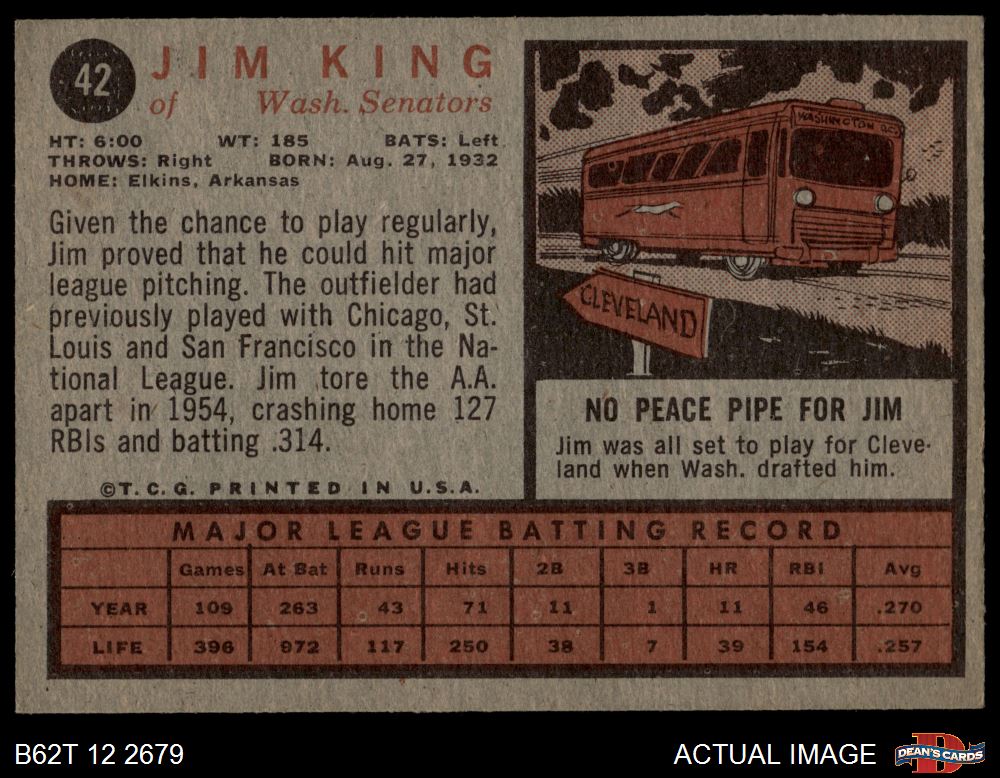 42
JIM KING
of Wash. Senators
HT: 6:00 WT: 185 BATS: Left
THROWS: Right BORN: Aug. 27, 1932
HOME: Elkins, Arkansas
Given the chance to play regularly,
Jim proved that he could hit major
league pitching. The outfielder had
previously played with Chicago, St.
Louis and San Francisco in the Na-
tional League. Jim tore the A.A.
apart in 1954, crashing home 127
RBIs and batting .314.
©T.C.G. PRINTED IN U.S.A.
WASHINGTON D.C.
CLEVELAND
NO PEACE PIPE FOR JIM
Jim was all set to play for Cleve-
land when Wash. drafted him.
MAJOR LEAGUE BATTING RECORD
Games At Bat Runs Hits 2B 3B HR RBI Avg
YEAR 109 263 43 71 11 1 11 46 .270
LIFE 396 972 117 250 38 7 39 154 .257
B62T 12 2679
ACTUAL IMAGE
DEAN'S CARDS